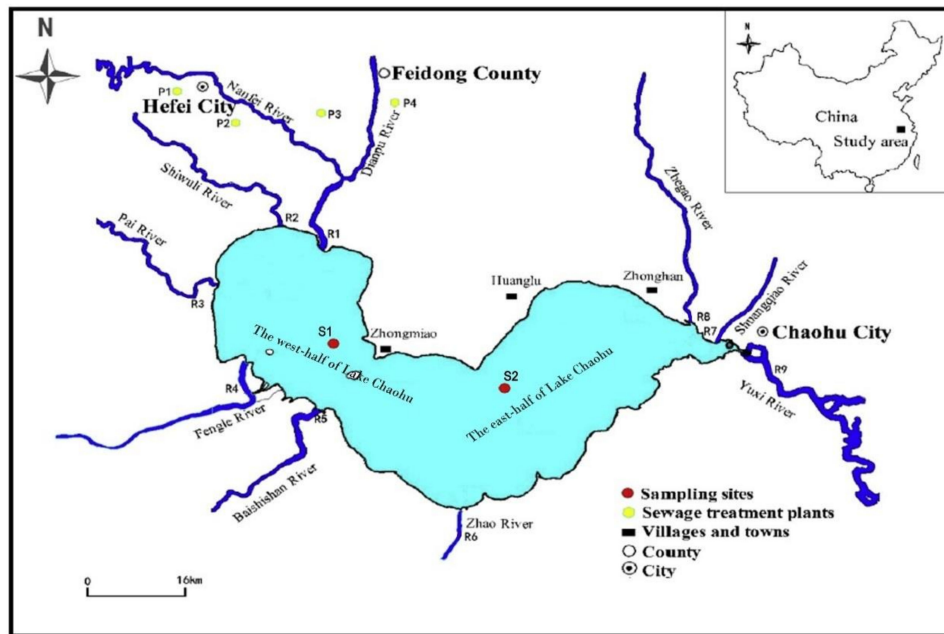 N
N
China
Study area
Feidong County
P1
Hefei City
Nanfei River
P2
P3
P4
Dianpu River
Shiwuli River
R2
R1
Pai River
R3
Zhegao River
Huanglu
Zhonghan
R8
R7
Shuangqiao River
Chaohu City
R9
Yuxi River
S1
Zhongmiao
The west-half of Lake Chaohu
S2
The east-half of Lake Chaohu
R4
Fengle River
R5
Baishishan River
Zhao River
R6
Sampling sites
Sewage treatment plants
Villages and towns
County
City
0 16km